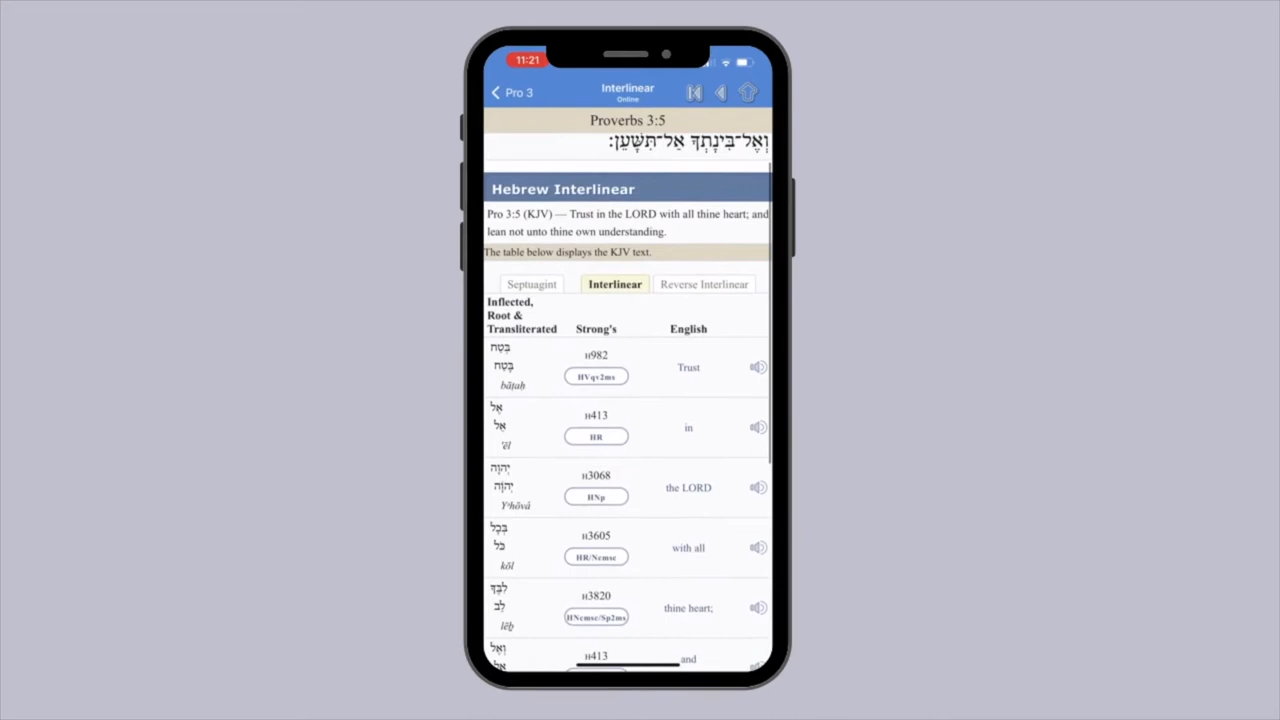 11:21
Pro 3
Interlinear
Online
Proverbs 3:5
וְאֶל־בִּינָתְךָ אַל־תִּשָּׁעֵן׃
Hebrew Interlinear
Pro 3:5 (KJV) — Trust in the LORD with all thine heart; and
lean not unto thine own understanding.
The table below displays the KJV text.
Septuagint Interlinear Reverse Interlinear
Inflected,
Root &
Transliterated Strong's English
בְּטַח
בָּטַח
bāṭaḥ
H982
HVqv2ms
Trust
אֶל
אֵל
'ēl
H413
HR
in
יְהוָה
יְהֹוָה
Yᵊhōvâ
H3068
HNp
the LORD
בְּכָל
כֹּל
kōl
H3605
HR/Ncmsc
with all
לִבֶּךָ
לֵב
lēḇ
H3820
HNcmsc/Sp2ms
thine heart;
וְאֶל
אֵל
H413
and